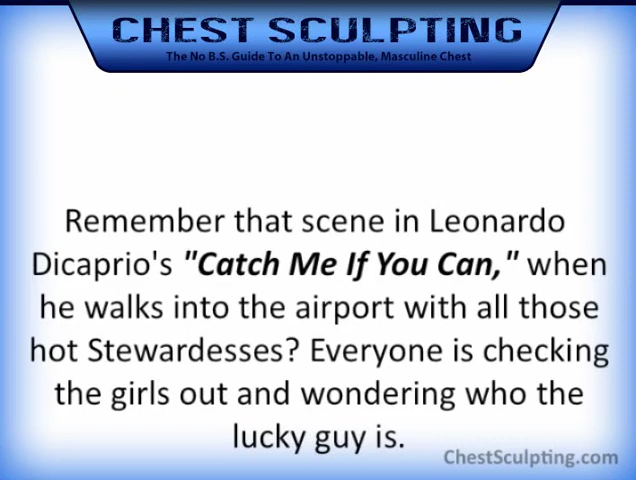 CHEST SCULPTING
The No B.S. Guide To An Unstoppable, Masculine Chest
Remember that scene in Leonardo
Dicaprio's "Catch Me If You Can," when
he walks into the airport with all those
hot Stewardesses? Everyone is checking
the girls out and wondering who the
lucky guy is.
ChestSculpting.com